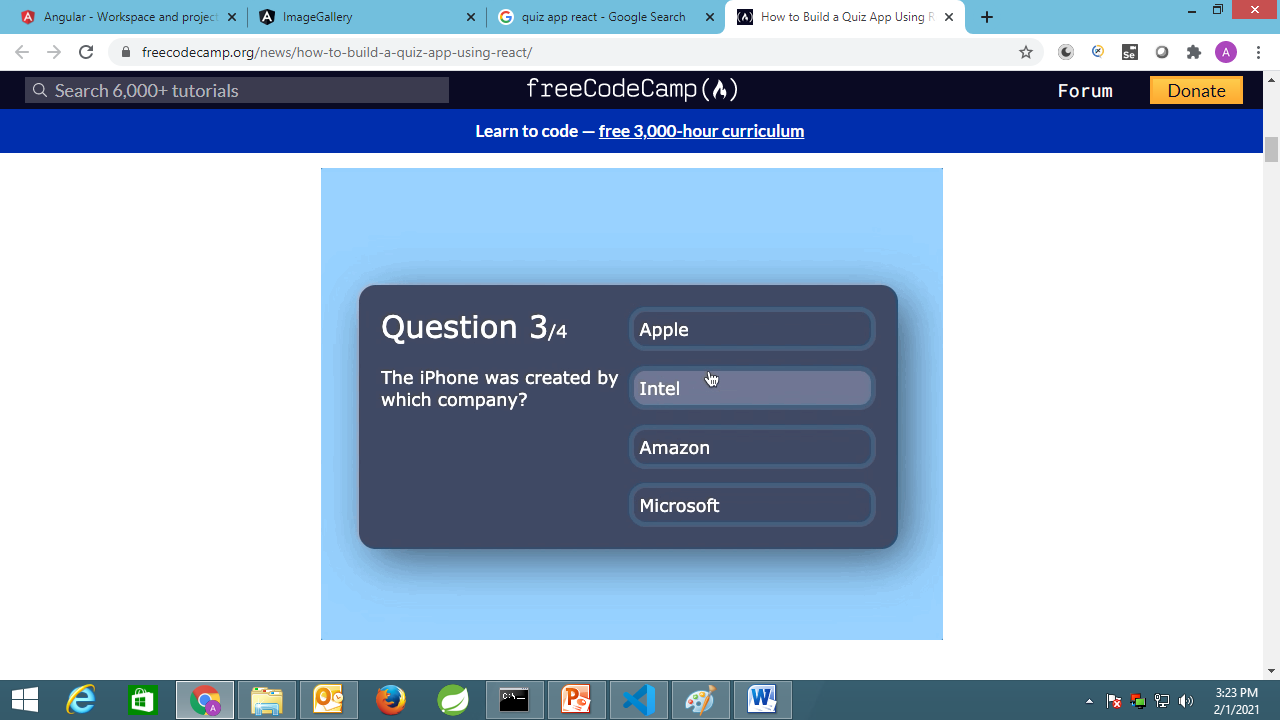 Angular - Workspace and project
ImageGallery
quiz app react - Google Search
How to Build a Quiz App Using R
freecodecamp.org/news/how-to-build-a-quiz-app-using-react/
Se
A
Search 6,000+ tutorials
freeCodeCamp
Forum
Donate
Learn to code — free 3,000-hour curriculum
Question 3/4
The iPhone was created by
which company?
Apple
Intel
Amazon
Microsoft
3:23 PM
2/1/2021